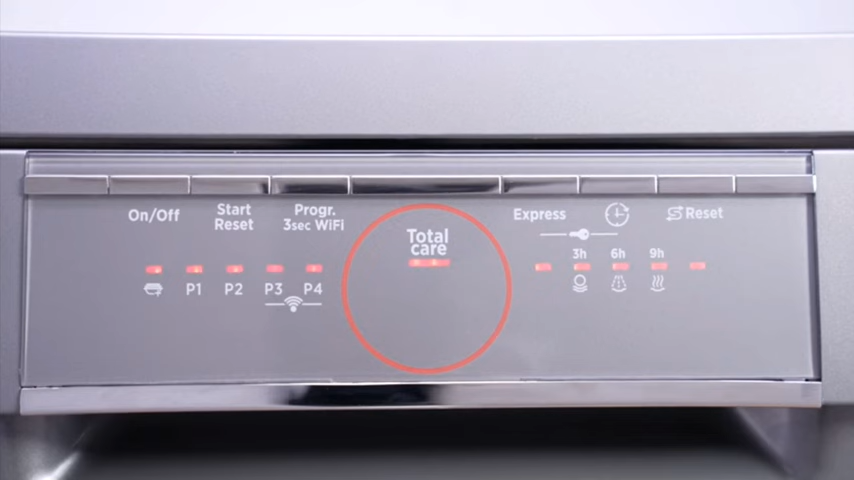 On/Off
Start
Reset
Progr.
3sec WiFi
Total
care
Express
Reset
3h
6h
9h
P1
P2
P3
P4